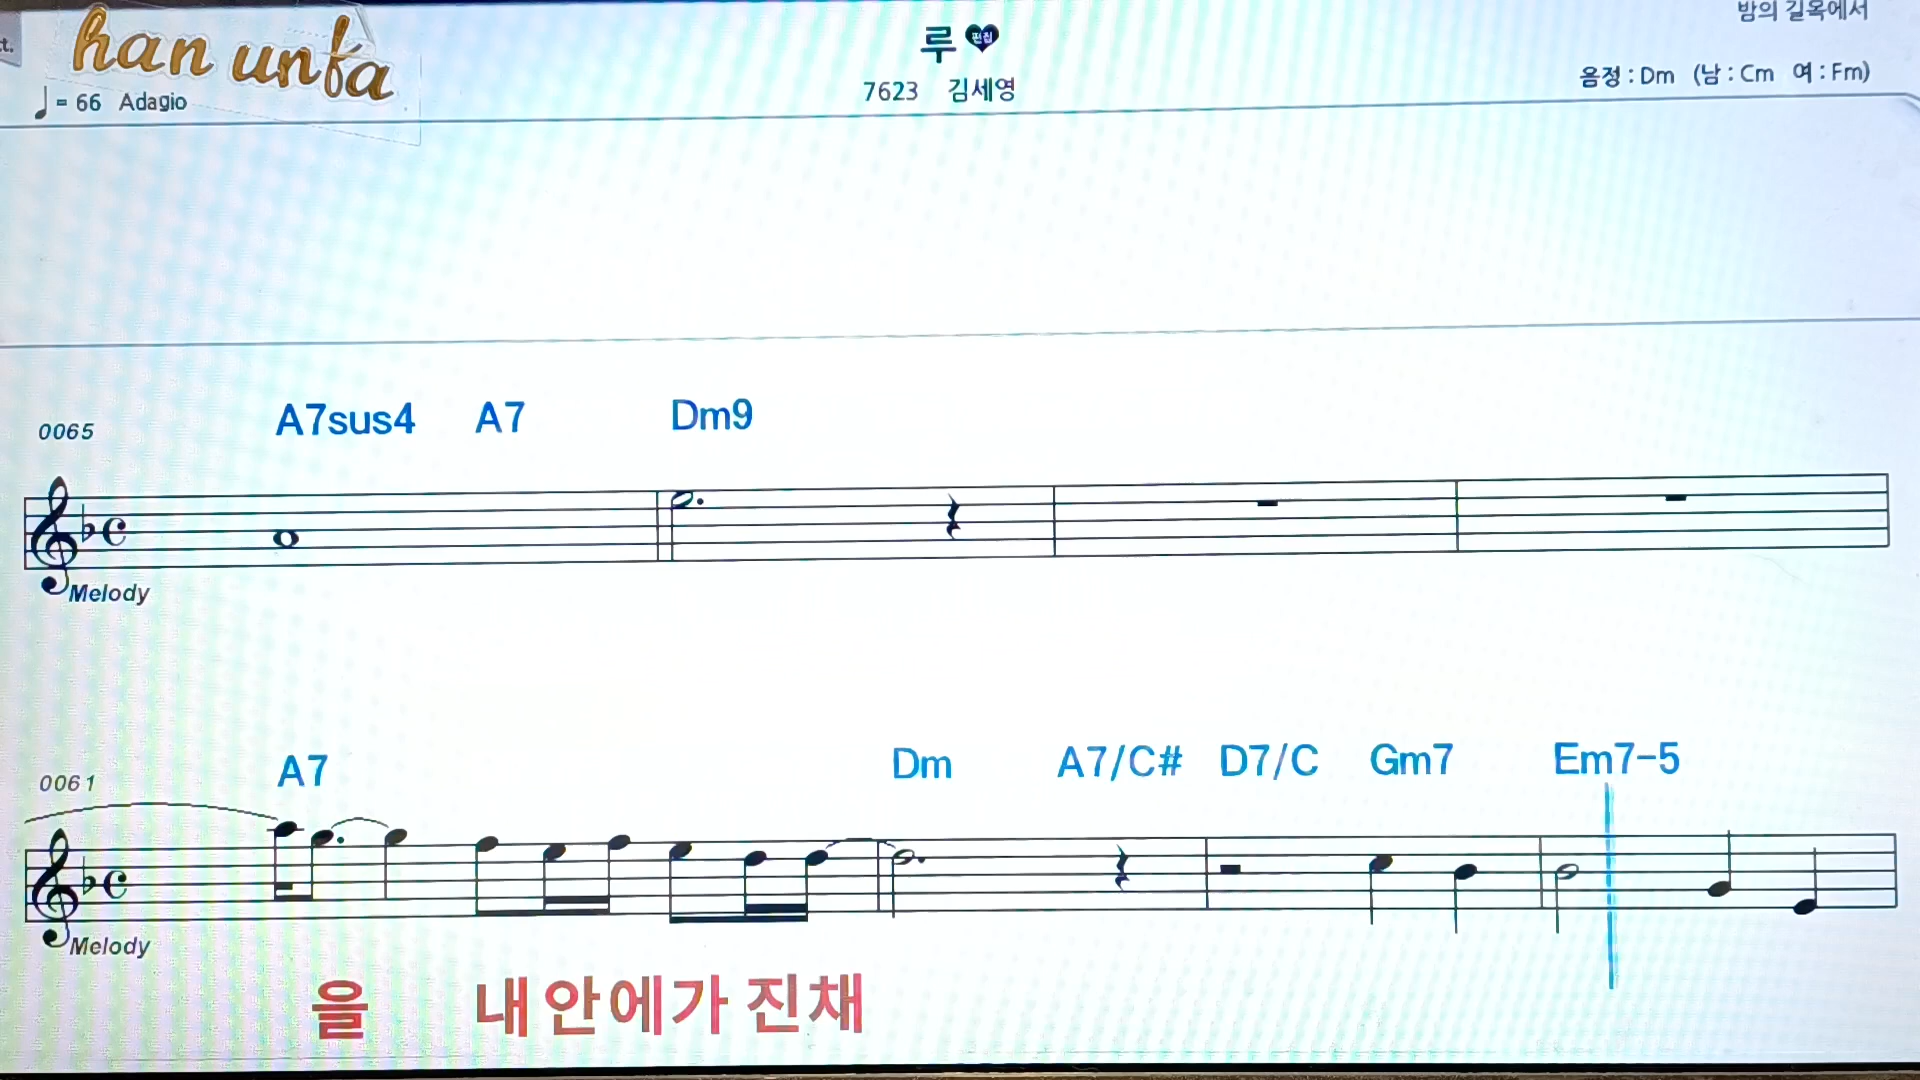 밤의 길목에서
t.
han unfa
루
편집
7623 김세영
음정 : Dm (남 : Cm 여 : Fm)
= 66 Adagio
0065
A7sus4 A7 Dm9
Melody
0061
A7 Dm A7/C# D7/C Gm7 Em7-5
Melody
을 내 안에 가 진채